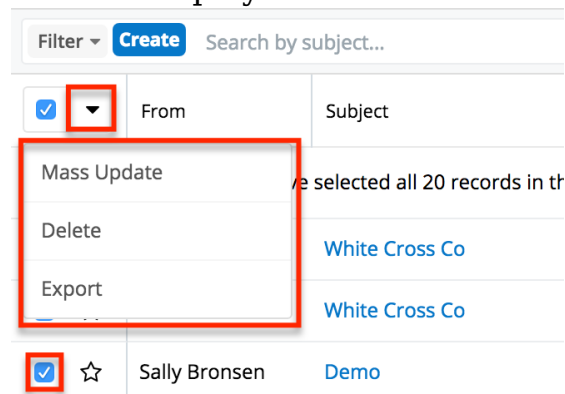 Filter Create Search by subject...
From Subject
Mass Update
selected all 20 records in th
Delete
White Cross Co
Export
White Cross Co
Sally Bronsen Demo